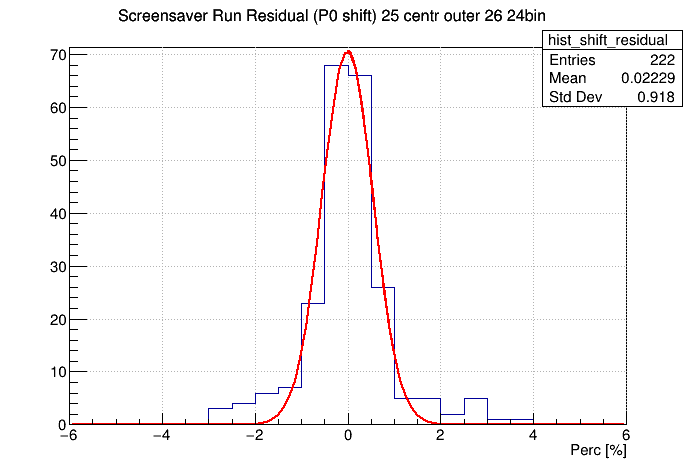 Screensaver Run Residual (P0 shift) 25 centr outer 26 24bin
hist_shift_residual
Entries 222
Mean 0.02229
Std Dev 0.918
70
60
50
40
30
20
10
0
−6 −4 −2 0 2 4 6
Perc [%]